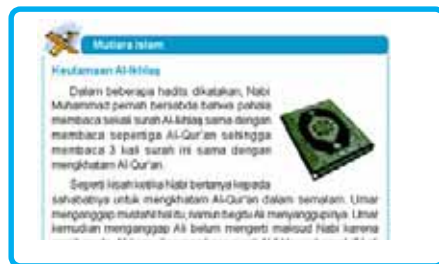 Mutiara Islam
Keutamaan Al-Ikhlaş
Dalam beberapa hadits dikatakan, Nabi
Muhammad pernah bersabda bahwa pahala
membaca sekali surah Al-Ikhlaş sama dengan
membaca sepertiga Al-Qur'an sehingga
membaca 3 kali surah ini sama dengan
mengkhatam Al-Qur'an.
Seperti kisah ketika Nabi bertanya kepada
sahabatnya untuk mengkhatam Al-Qur'an dalam semalam. Umar
menganggap mustahil hal itu, namun begitu Ali menyanggupinya. Umar
kemudian menganggap Ali belum mengerti maksud Nabi karena